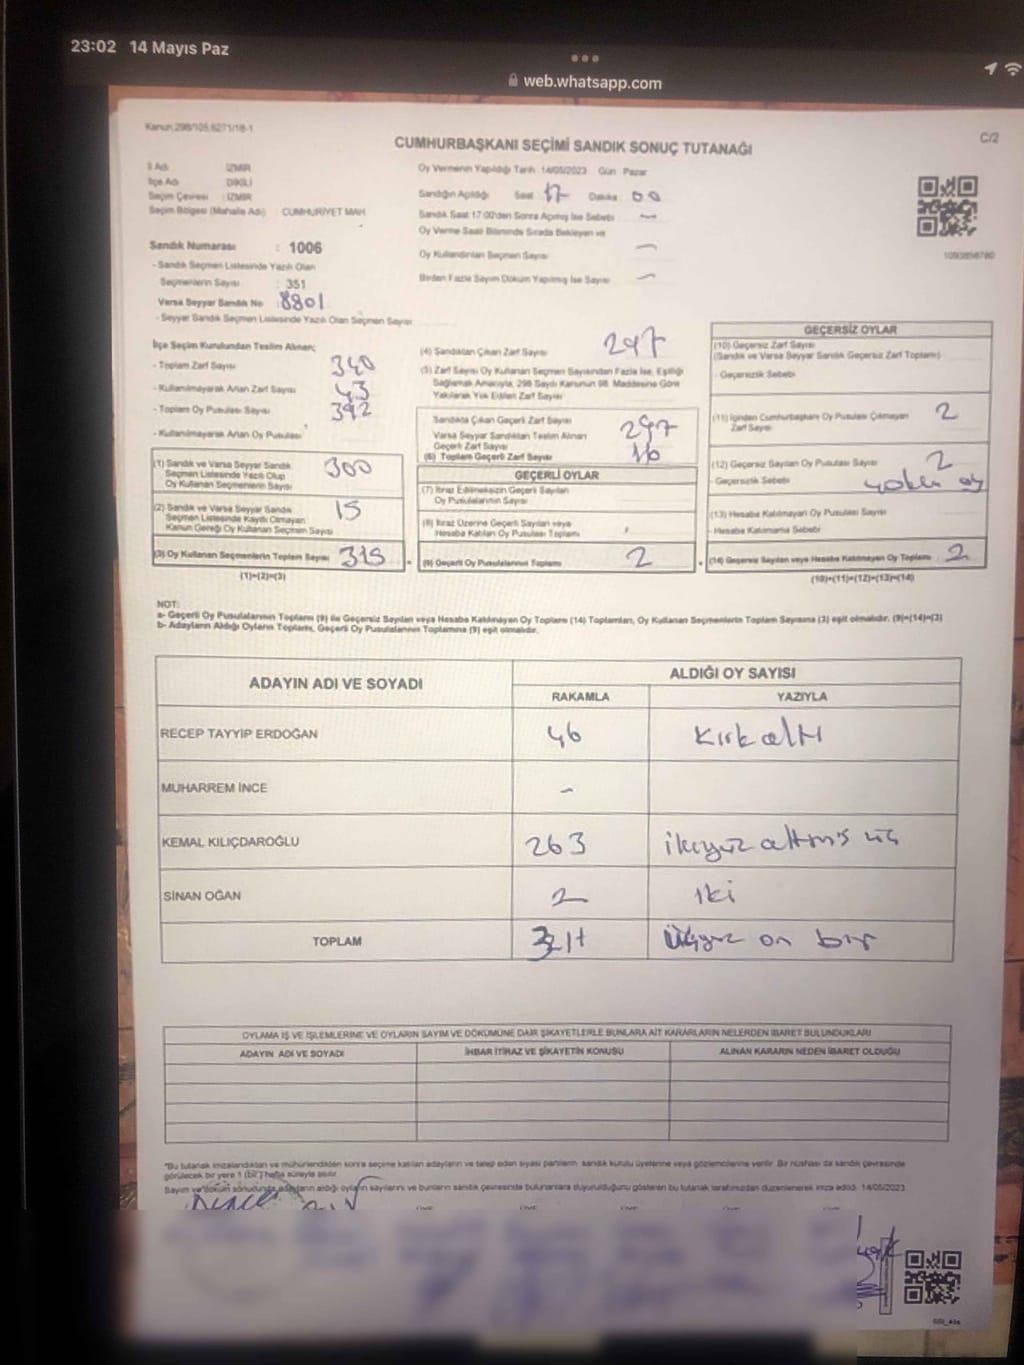 23:02 14 Mayıs Paz
web.whatsapp.com
Kanun:298/105,6271/18-1
C/2
CUMHURBAŞKANI SEÇİMİ SANDIK SONUÇ TUTANAĞI
İl Adı : İZMİR
İlçe Adı : DİKİLİ
Seçim Çevresi : İZMİR
Seçim Bölgesi (Mahalle Adı) : CUMHURİYET MAH
Sandık Numarası : 1006
- Sandık Seçmen Listesinde Yazılı Olan
Seçmenlerin Sayısı : 351
Varsa Seyyar Sandık No : 8801
- Seyyar Sandık Seçmen Listesinde Yazılı Olan Seçmen Sayısı
Oy Vermenin Yapıldığı Tarih 14/05/2023 Gün Pazar
Sandığın Açıldığı Saat 17 Dakika 00
Sandık Saat 17:00'den Sonra Açılmış İse Sebebi —
Oy Verme Saati Bitiminde Sırada Bekleyen ve
Oy Kullandırılan Seçmen Sayısı —
Birden Fazla Sayım Döküm Yapılmış İse Sayısı —
1090856780
İlçe Seçim Kurulundan Teslim Alınan;
- Toplam Zarf Sayısı 340
- Kullanılmayarak Artan Zarf Sayısı 43
- Toplam Oy Pusulası Sayısı 392
- Kullanılmayarak Artan Oy Pusulası
(1) Sandık ve Varsa Seyyar Sandık
Seçmen Listesinde Yazılı Olup
Oy Kullanan Seçmenlerin Sayısı 300
(2) Sandık ve Varsa Seyyar Sandık
Seçmen Listesinde Kayıtlı Olmayan
Kanun Gereği Oy Kullanan Seçmen Sayısı 15
(3) Oy Kullanan Seçmenlerin Toplam Sayısı 315
(1)+(2)=(3)
(4) Sandıktan Çıkan Zarf Sayısı 297
(5) Zarf Sayısı Oy Kullanan Seçmen Sayısından Fazla İse, Eşitliği
Sağlamak Amacıyla, 298 Sayılı Kanunun 98. Maddesine Göre
Yakılarak Yok Edilen Zarf Sayısı
Sandıkta Çıkan Geçerli Zarf Sayısı 297
Varsa Seyyar Sandıktan Teslim Alınan
Geçerli Zarf Sayısı 16
(6) Toplam Geçerli Zarf Sayısı
GEÇERLİ OYLAR
(7) İtiraz Edilmeksizin Geçerli Sayılan
Oy Pusulalarının Sayısı
(8) İtiraz Üzerine Geçerli Sayılan veya
Hesaba Katılan Oy Pusulası Toplamı
(9) Geçerli Oy Pusulalarının Toplamı 2
GEÇERSİZ OYLAR
(10) Geçersiz Zarf Sayısı
(Sandık ve Varsa Seyyar Sandık Geçersiz Zarf Toplamı)
- Geçersizlik Sebebi
(11) İçinden Cumhurbaşkanı Oy Pusulası Çıkmayan
Zarf Sayısı 2
(12) Geçersiz Sayılan Oy Pusulası Sayısı 2
- Geçersizlik Sebebi
(13) Hesaba Katılmayan Oy Pusulası Sayısı
- Hesaba Katılmama Sebebi
(14) Geçersiz Sayılan veya Hesaba Katılmayan Oy Toplamı 2
(10)+(11)+(12)+(13)=(14)
NOT:
a- Geçerli Oy Pusulalarının Toplamı (9) ile Geçersiz Sayılan veya Hesaba Katılmayan Oy Toplamı (14) Toplamları, Oy Kullanan Seçmenlerin Toplam Sayısına (3) eşit olmalıdır. (9)+(14)=(3)
b- Adayların Aldığı Oyların Toplamı, Geçerli Oy Pusulalarının Toplamına (9) eşit olmalıdır.
ADAYIN ADI VE SOYADI
ALDIĞI OY SAYISI
RAKAMLA YAZIYLA
RECEP TAYYİP ERDOĞAN 46 Kırkaltı
MUHARREM İNCE -
KEMAL KILIÇDAROĞLU 263 ikiyüz altmış üç
SİNAN OĞAN 2 iki
TOPLAM üçyüz on bir
OYLAMA İŞ VE İŞLEMLERİNE VE OYLARIN SAYIM VE DÖKÜMÜNE DAİR ŞİKAYETLERLE BUNLARA AİT KARARLARIN NELERDEN İBARET BULUNDUKLARI
ADAYIN ADI VE SOYADI İHBAR İTİRAZ VE ŞİKAYETİN KONUSU ALINAN KARARIN NEDEN İBARET OLDUĞU
*Bu tutanak imzalandıktan ve mühürlendikten sonra seçime katılan adayların ve talep eden siyasi partilerin sandık kurulu üyelerine veya gözlemcilerine verilir. Bir nüshası da sandık çevresinde
görülecek bir yere 1 (bir) hafta süreyle asılır.
Sayım ve döküm sonucunda adayların aldığı oyların sayılarını ve bunların sandık çevresinde bulunanlara duyurulduğunu gösteren bu tutanak tarafımızdan düzenlenerek imza edildi. 14/05/2023